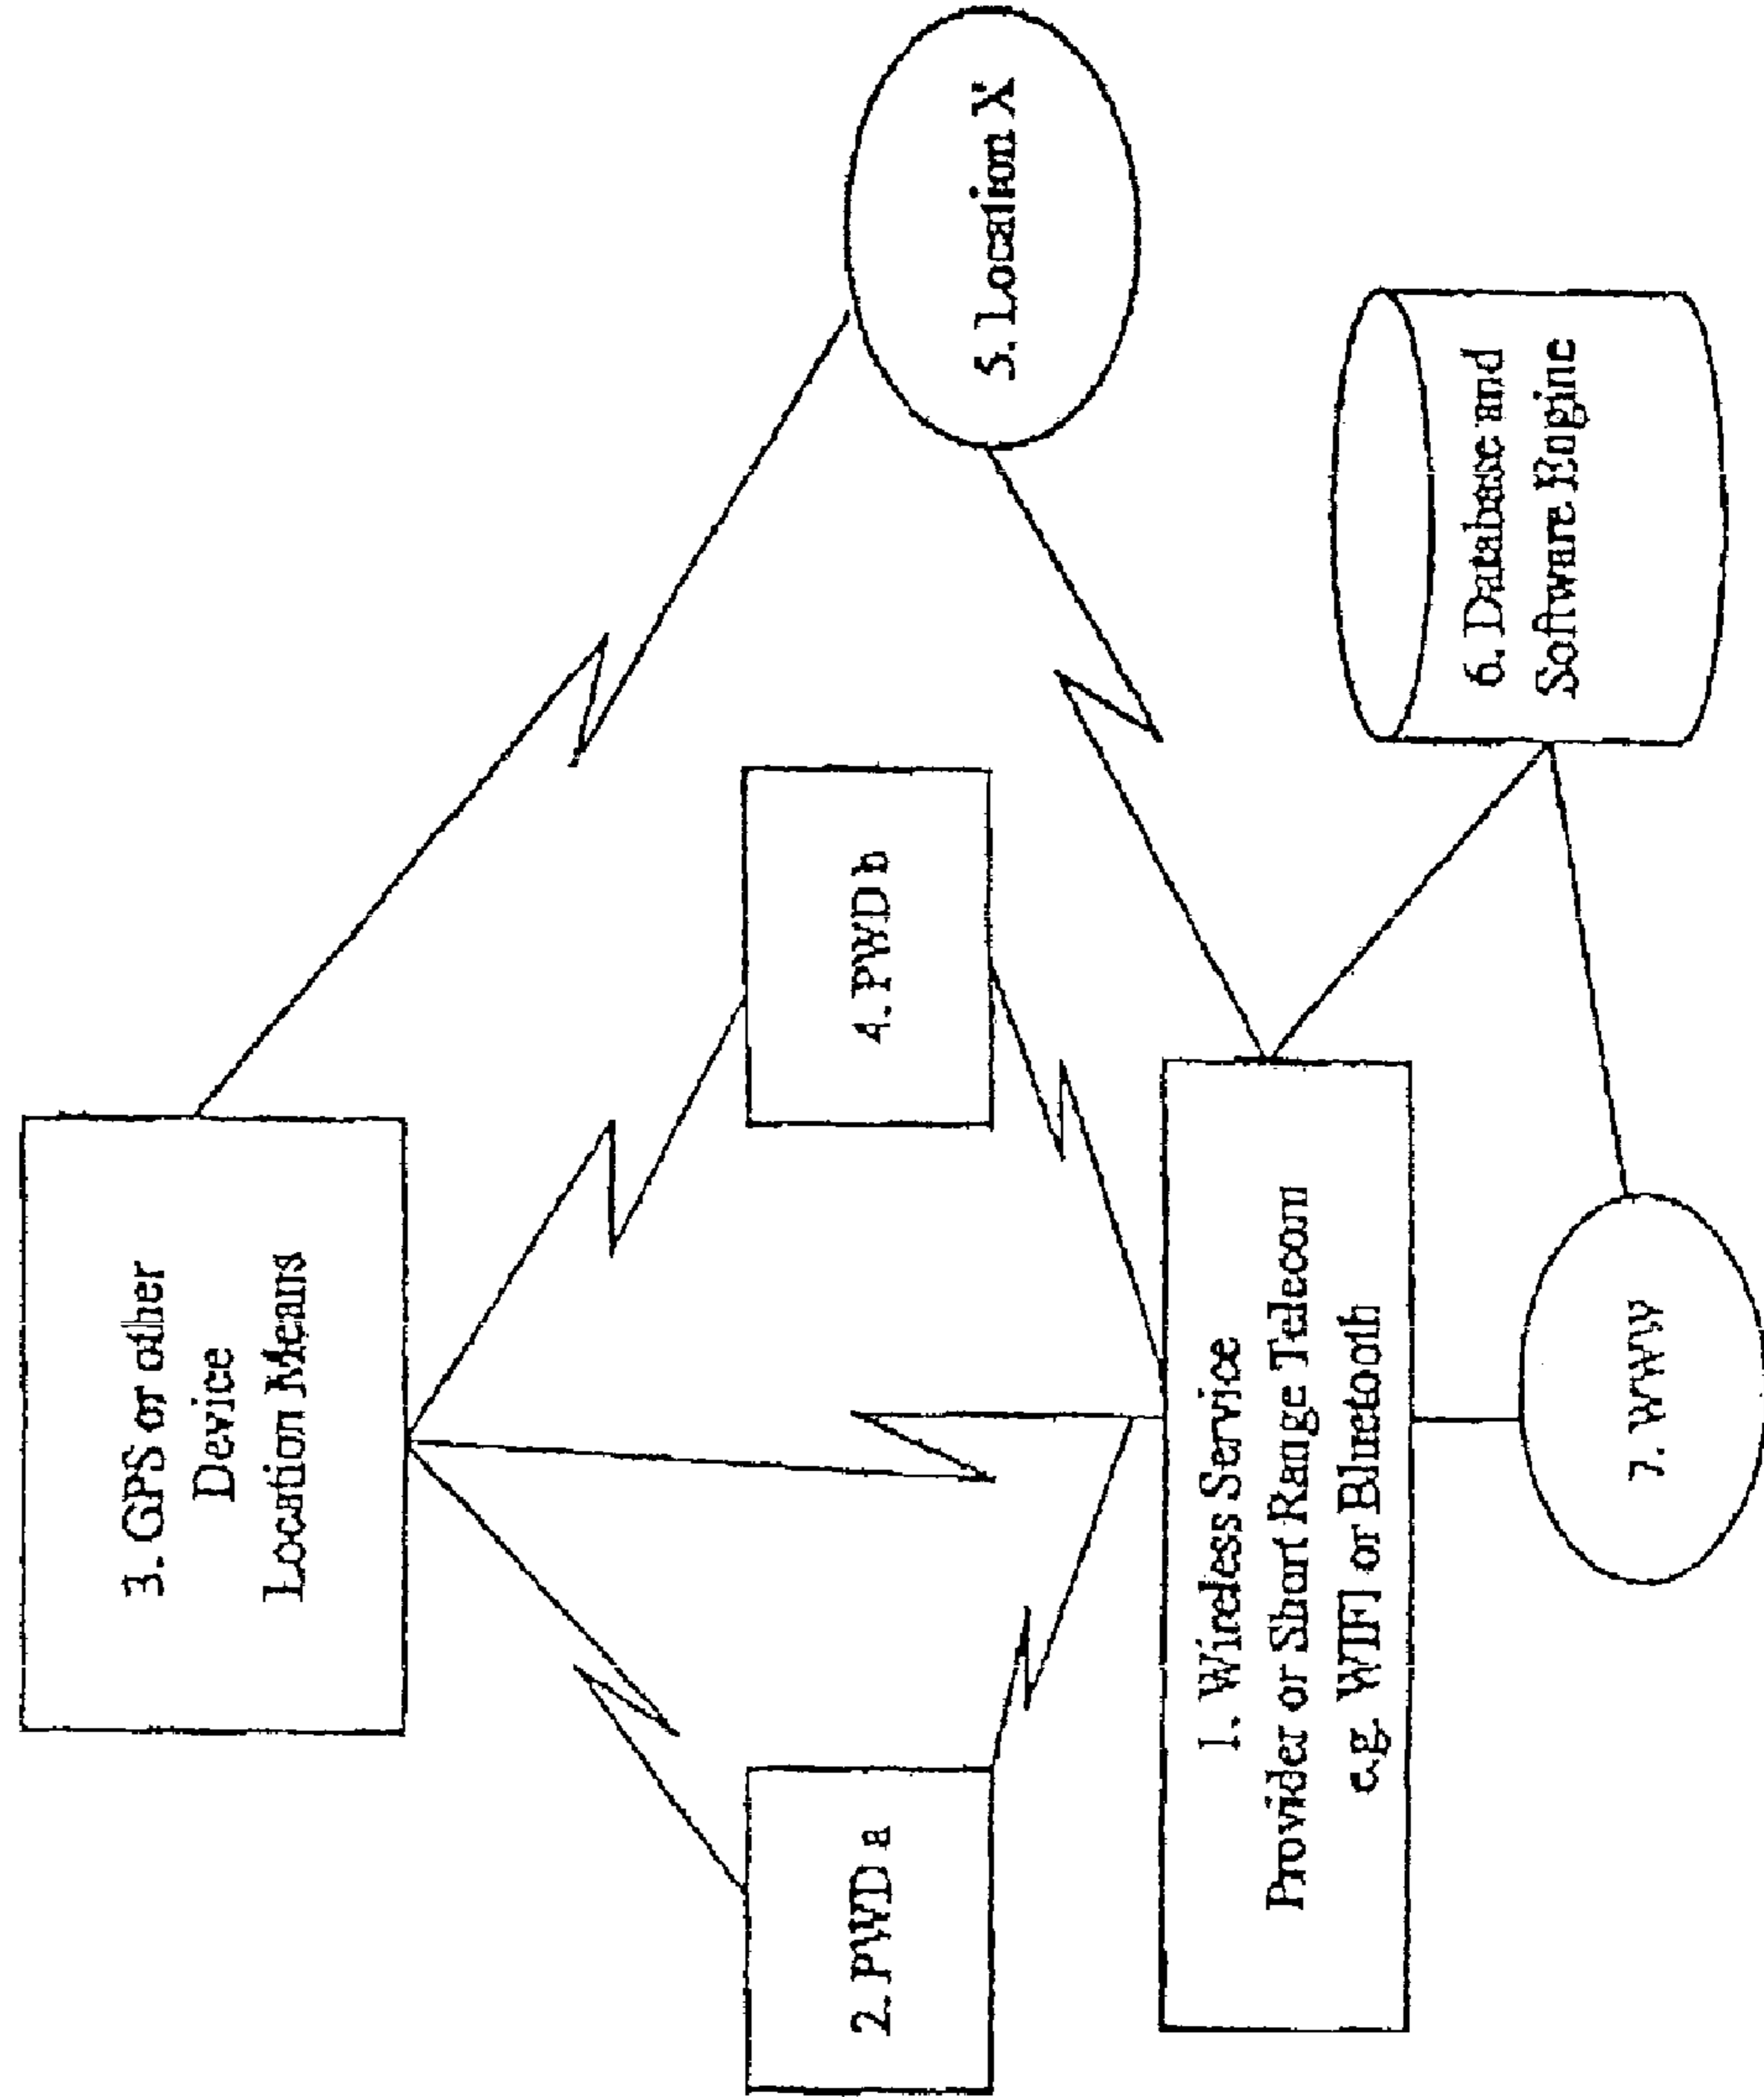 3. GPS or other
Device
Location Means
2. PWD a
4. PWD b
5. Location X
1. Wireless Service
Provider or Short Range Telecom
e.g. WIFI or Bluetooth
6. Database and
Software Engine
7. WWW